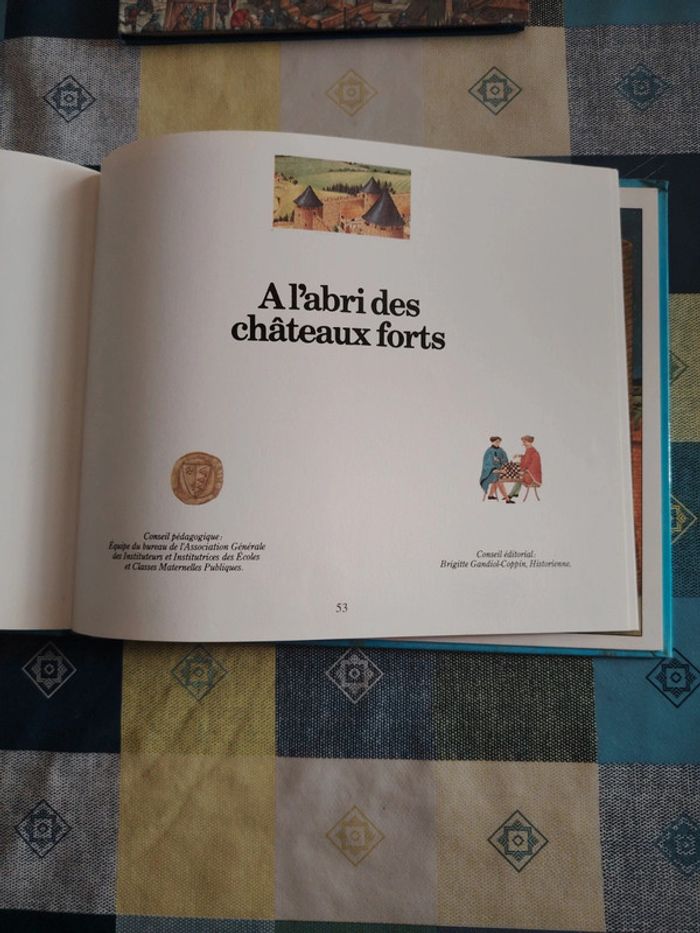 A l'abri des
châteaux forts
Conseil pédagogique:
Equipe du bureau de l'Association Générale
des Instituteurs et Institutrices des Écoles
et Classes Maternelles Publiques.
Conseil éditorial:
Brigitte Gandiol-Coppin, Historienne.
53